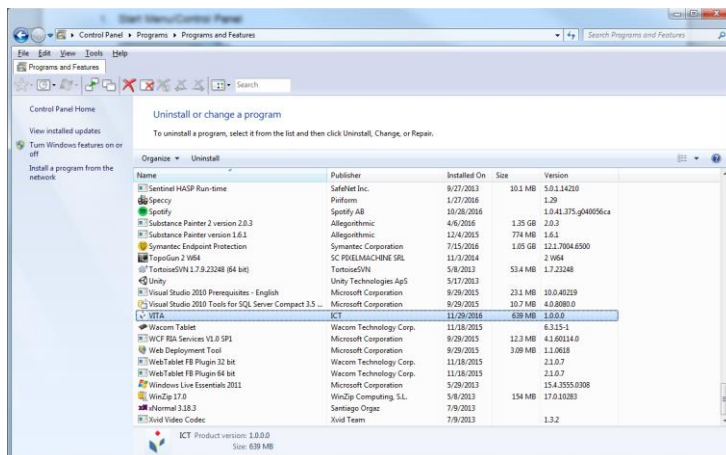 1. Start Menu/Control Panel
Control Panel ▸ Programs ▸ Programs and Features
Search Programs and Features
File Edit View Tools Help
Programs and Features
Search
Control Panel Home
View installed updates
Turn Windows features on or off
Install a program from the network
Uninstall or change a program
To uninstall a program, select it from the list and then click Uninstall, Change, or Repair.
Organize Uninstall
Name Publisher Installed On Size Version
Sentinel HASP Run-time SafeNet Inc. 9/27/2013 10.1 MB 5.0.1.14210
Speccy Piriform 1/27/2016 1.29
Spotify Spotify AB 10/28/2016 1.0.41.375.g040056ca
Substance Painter 2 version 2.0.3 Allegorithmic 4/6/2016 1.35 GB 2.0.3
Substance Painter version 1.6.1 Allegorithmic 12/4/2015 774 MB 1.6.1
Symantec Endpoint Protection Symantec Corporation 7/15/2016 1.05 GB 12.1.7004.6500
TopoGun 2 W64 SC PIXELMACHINE SRL 11/3/2014 2 W64
TortoiseSVN 1.7.9.23248 (64 bit) TortoiseSVN 5/8/2013 53.4 MB 1.7.23248
Unity Unity Technologies ApS 5/17/2013
Visual Studio 2010 Prerequisites - English Microsoft Corporation 9/29/2015 23.1 MB 10.0.40219
Visual Studio 2010 Tools for SQL Server Compact 3.5 ... Microsoft Corporation 9/29/2015 10.7 MB 4.0.8080.0
VITA ICT 11/29/2016 639 MB 1.0.0.0
Wacom Tablet Wacom Technology Corp. 11/18/2015 6.3.15-1
WCF RIA Services V1.0 SP1 Microsoft Corporation 9/29/2015 12.3 MB 4.1.60114.0
Web Deployment Tool Microsoft Corporation 9/29/2015 3.09 MB 1.1.0618
WebTablet FB Plugin 32 bit Wacom Technology Corp. 11/18/2015 2.1.0.7
WebTablet FB Plugin 64 bit Wacom Technology Corp. 11/18/2015 2.1.0.7
Windows Live Essentials 2011 Microsoft Corporation 5/29/2013 15.4.3555.0308
WinZip 17.0 WinZip Computing, S.L. 5/8/2013 154 MB 17.0.10283
xNormal 3.18.3 Santiago Orgaz 7/9/2013
Xvid Video Codec Xvid Team 7/9/2013 1.3.2
ICT Product version: 1.0.0.0
Size: 639 MB